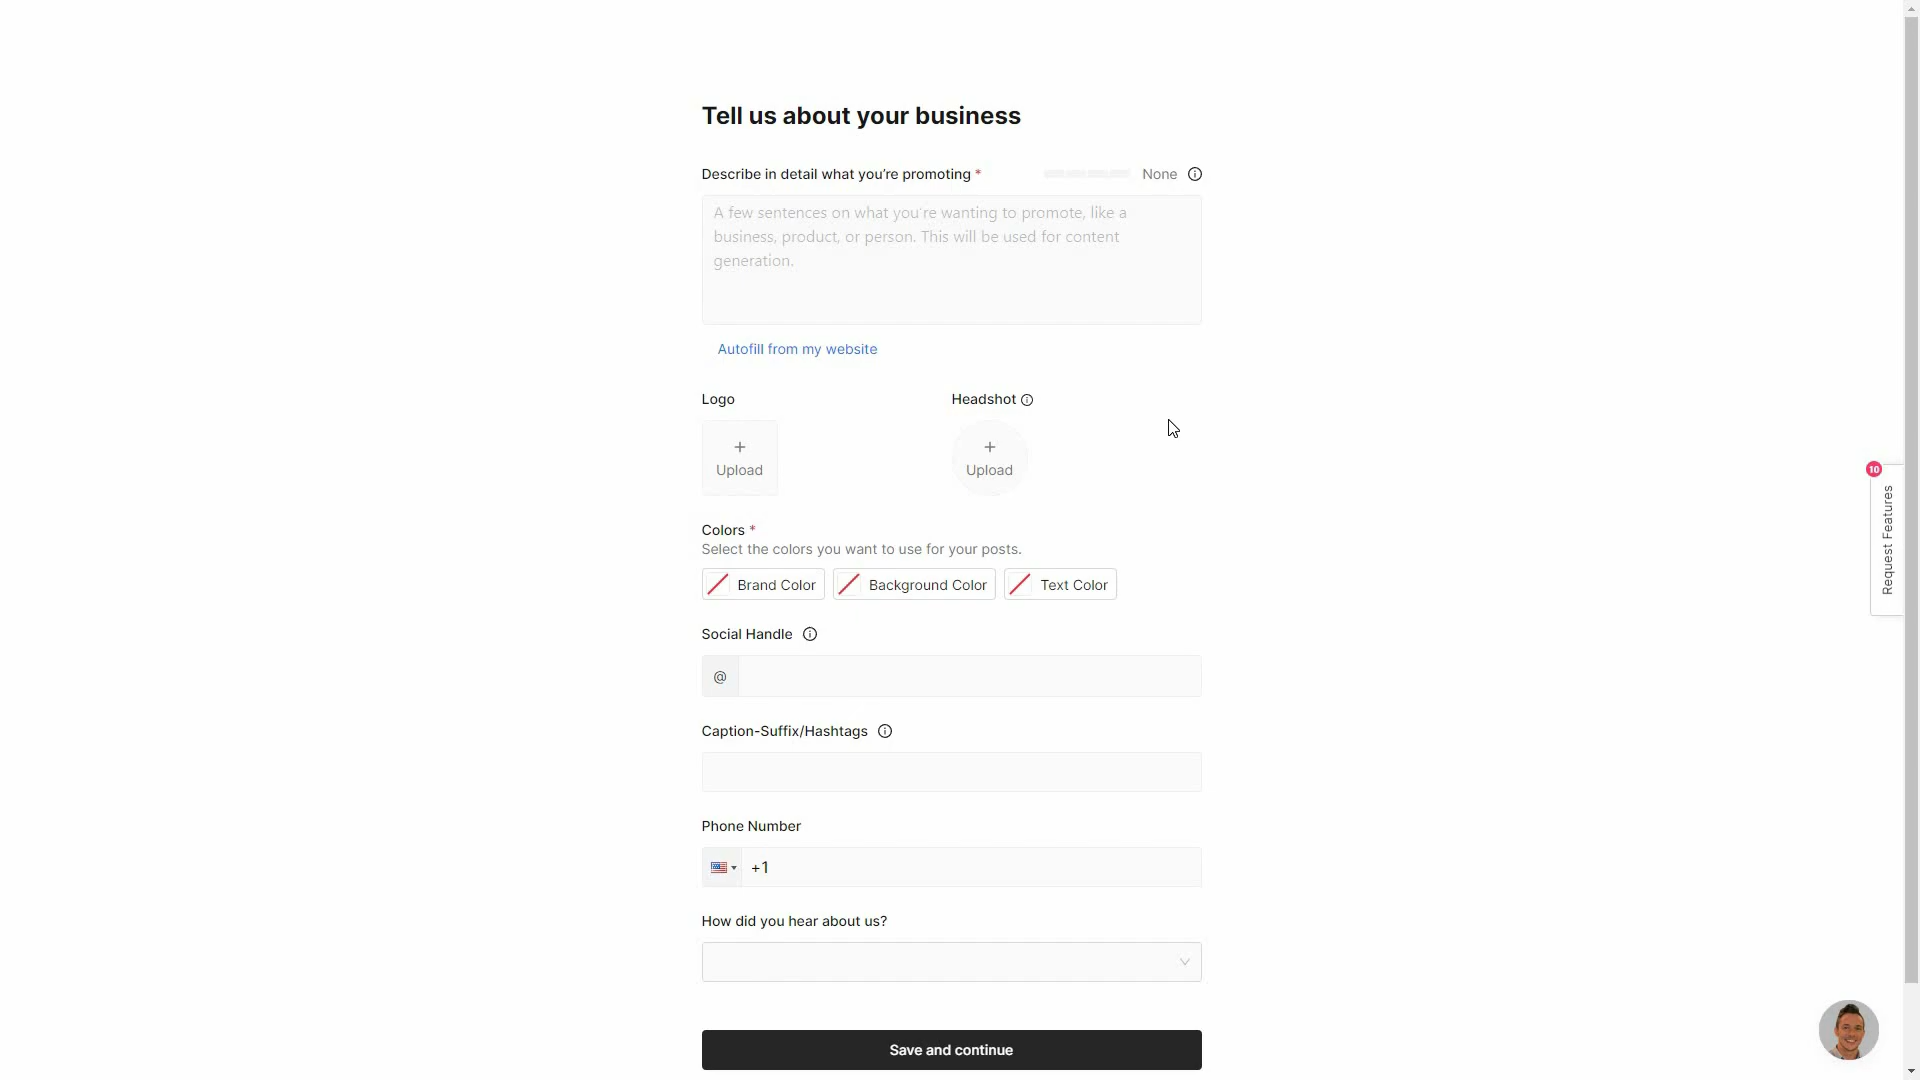 Tell us about your business
Describe in detail what you’re promoting *
None
A few sentences on what you're wanting to promote, like a
business, product, or person. This will be used for content
generation.
Autofill from my website
Logo
Headshot
+
Upload
+
Upload
Colors *
Select the colors you want to use for your posts.
Brand Color
Background Color
Text Color
Social Handle
@
Caption-Suffix/Hashtags
Phone Number
+1
How did you hear about us?
Save and continue
10
Request Features